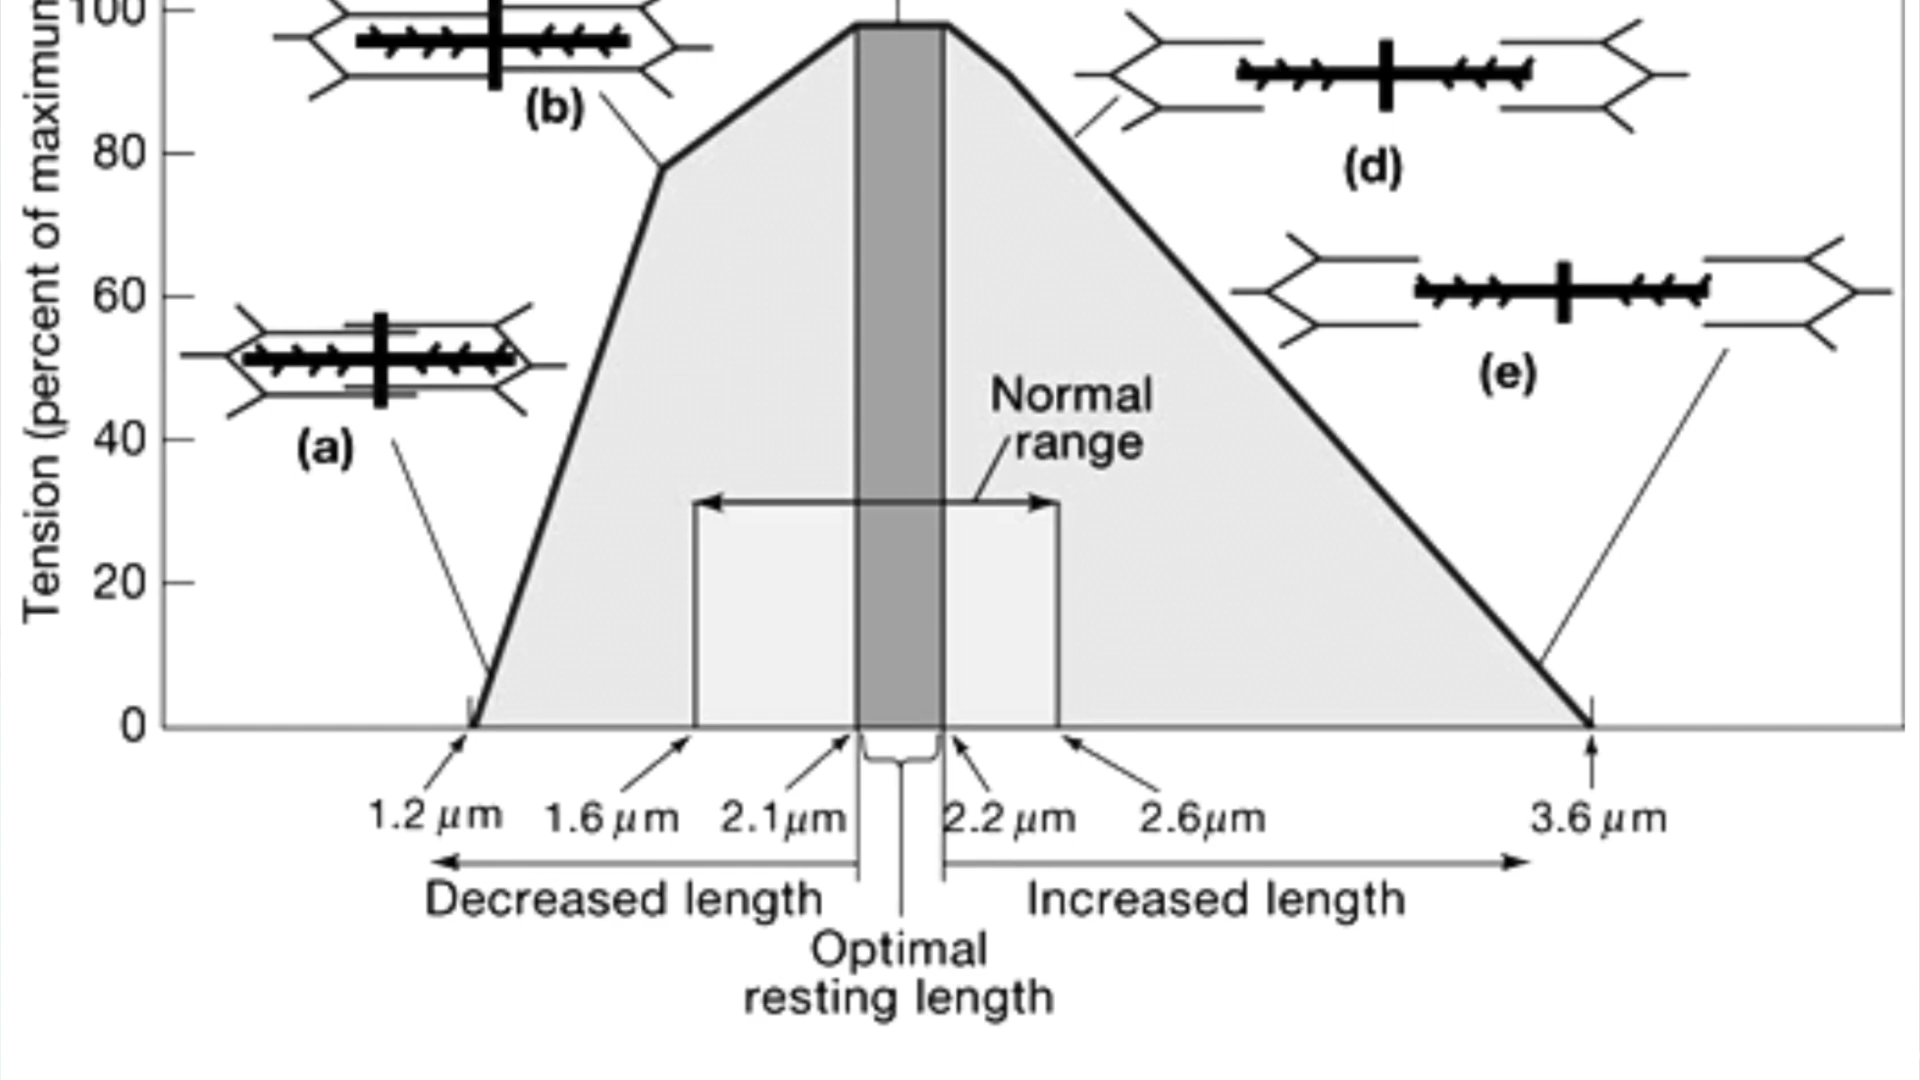 Tension (percent of maximum
100
80
60
40
20
0
(b)
(d)
(a)
(e)
Normal
range
1.2 μm 1.6 μm 2.1μm 2.2 μm 2.6μm 3.6 μm
Decreased length
Increased length
Optimal
resting length